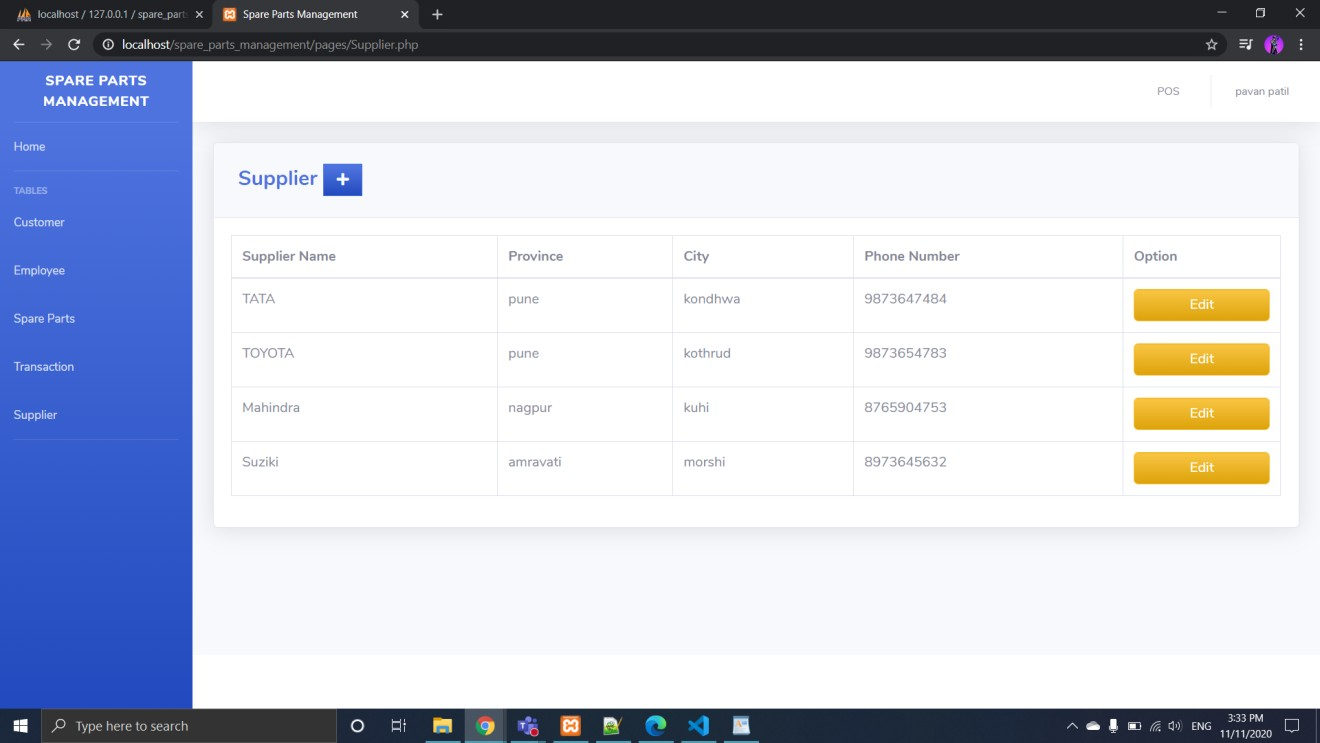 localhost / 127.0.0.1 / spare_parts
Spare Parts Management
localhost/spare_parts_management/pages/Supplier.php
SPARE PARTS
MANAGEMENT
POS
pavan patil
Home
TABLES
Customer
Employee
Spare Parts
Transaction
Supplier
Supplier +
Supplier Name Province City Phone Number Option
TATA pune kondhwa 9873647484 Edit
TOYOTA pune kothrud 9873654783 Edit
Mahindra nagpur kuhi 8765904753 Edit
Suziki amravati morshi 8973645632 Edit
Type here to search
ENG
3:33 PM
11/11/2020